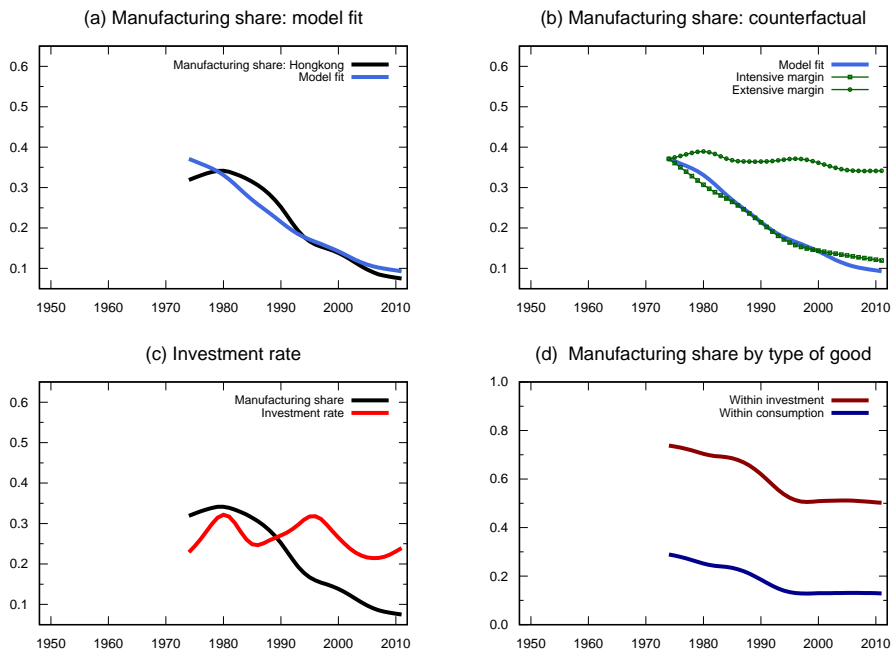 (a) Manufacturing share: model fit
0.6
0.5
0.4
0.3
0.2
0.1
Manufacturing share: Hongkong
Model fit
1950 1960 1970 1980 1990 2000 2010
(b) Manufacturing share: counterfactual
0.6
0.5
0.4
0.3
0.2
0.1
Model fit
Intensive margin
Extensive margin
1950 1960 1970 1980 1990 2000 2010
(c) Investment rate
0.6
0.5
0.4
0.3
0.2
0.1
Manufacturing share
Investment rate
1950 1960 1970 1980 1990 2000 2010
(d) Manufacturing share by type of good
1.0
0.8
0.6
0.4
0.2
0.0
Within investment
Within consumption
1950 1960 1970 1980 1990 2000 2010